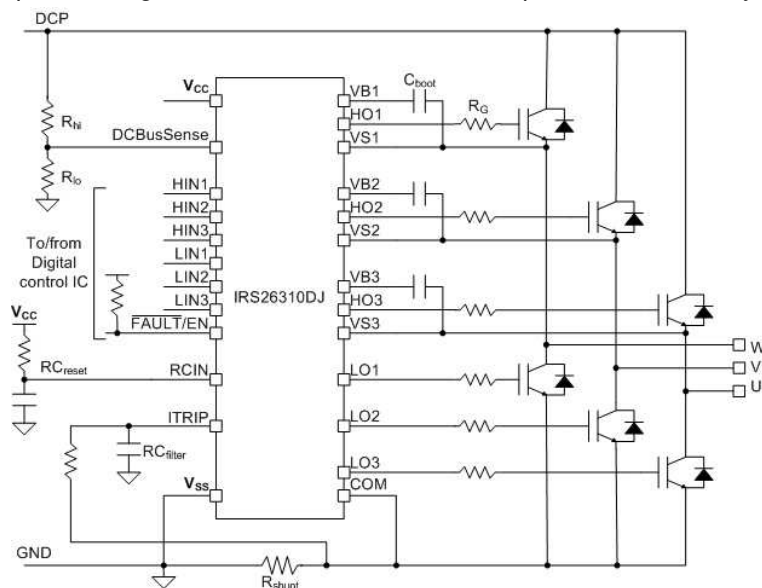 DCP
V_CC
C_boot
VB1
HO1
R_G
VS1
R_hi
DCBusSense
R_lo
HIN1
VB2
HIN2
HO2
HIN3
VS2
To/from
Digital
control IC
LIN1
LIN2
VB3
LIN3
IRS26310DJ
HO3
FAULT/EN
VS3
V_CC
W
V
U
RC_reset
RCIN
LO1
ITRIP
LO2
RC_filter
LO3
V_SS
COM
GND
R_shunt